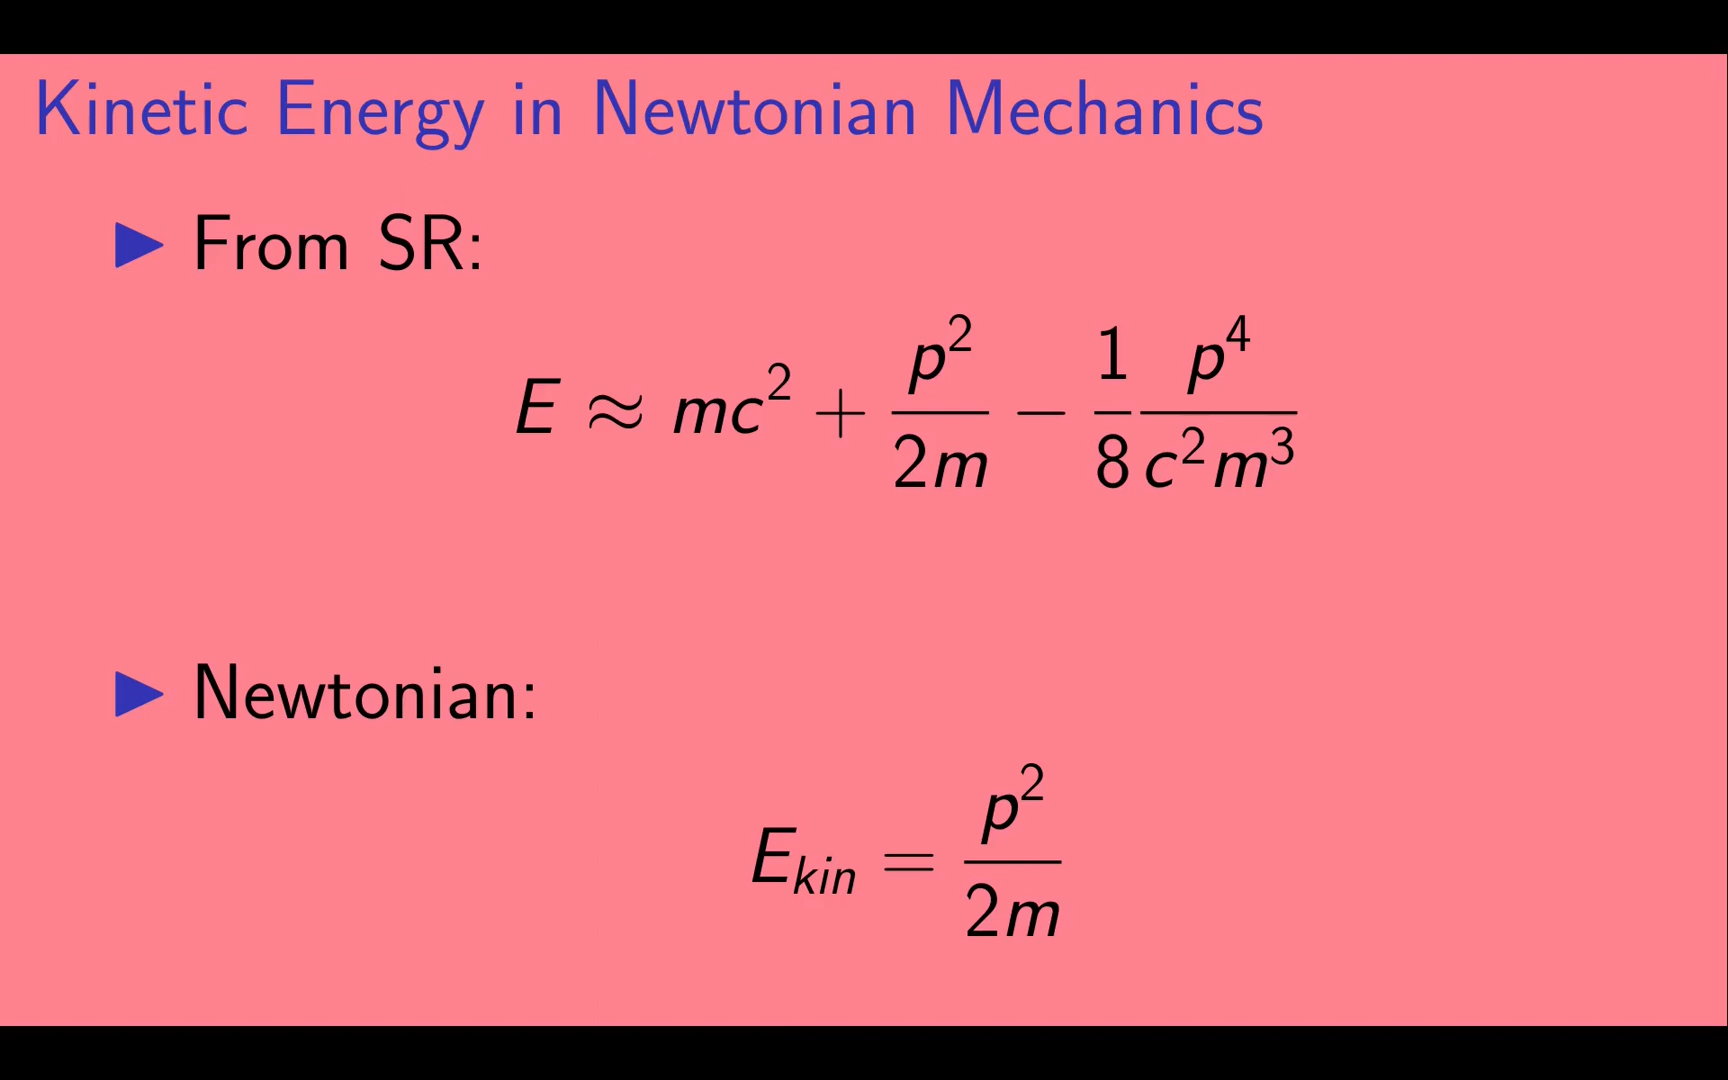 Kinetic Energy in Newtonian Mechanics
▶ From SR:
E ≈ mc² + p²/2m − 1/8 p⁴/c²m³
▶ Newtonian:
E_kin = p²/2m